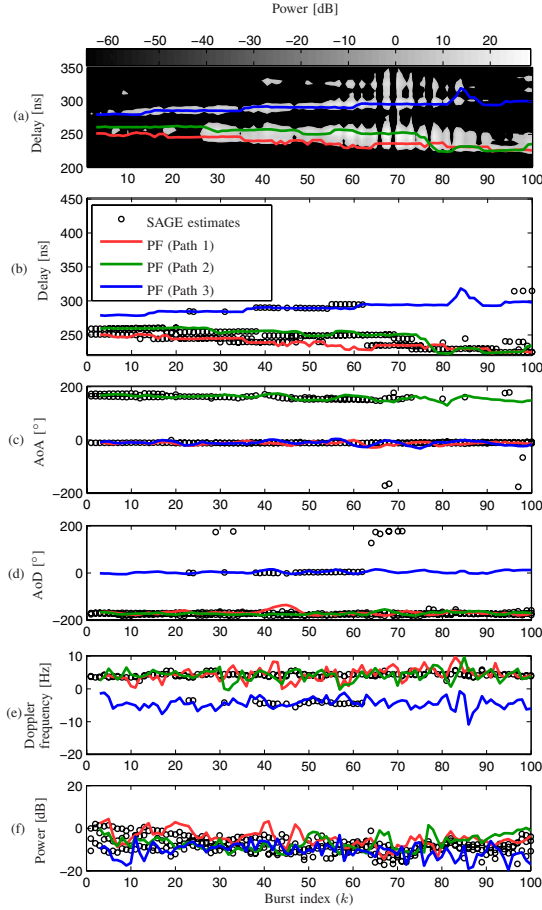 Power [dB]
−60 −50 −40 −30 −20 −10 0 10 20
(a)
Delay [ns]
350
300
250
200
10 20 30 40 50 60 70 80 90 100
(b)
Delay [ns]
450
400
350
300
250
SAGE estimates
PF (Path 1)
PF (Path 2)
PF (Path 3)
0 10 20 30 40 50 60 70 80 90 100
(c)
AoA [°]
200
0
−200
0 10 20 30 40 50 60 70 80 90 100
(d)
AoD [°]
200
0
−200
0 10 20 30 40 50 60 70 80 90 100
(e)
Doppler
frequency [Hz]
10
0
−10
−20
0 10 20 30 40 50 60 70 80 90 100
(f)
Power [dB]
20
0
−20
0 10 20 30 40 50 60 70 80 90 100
Burst index (k)